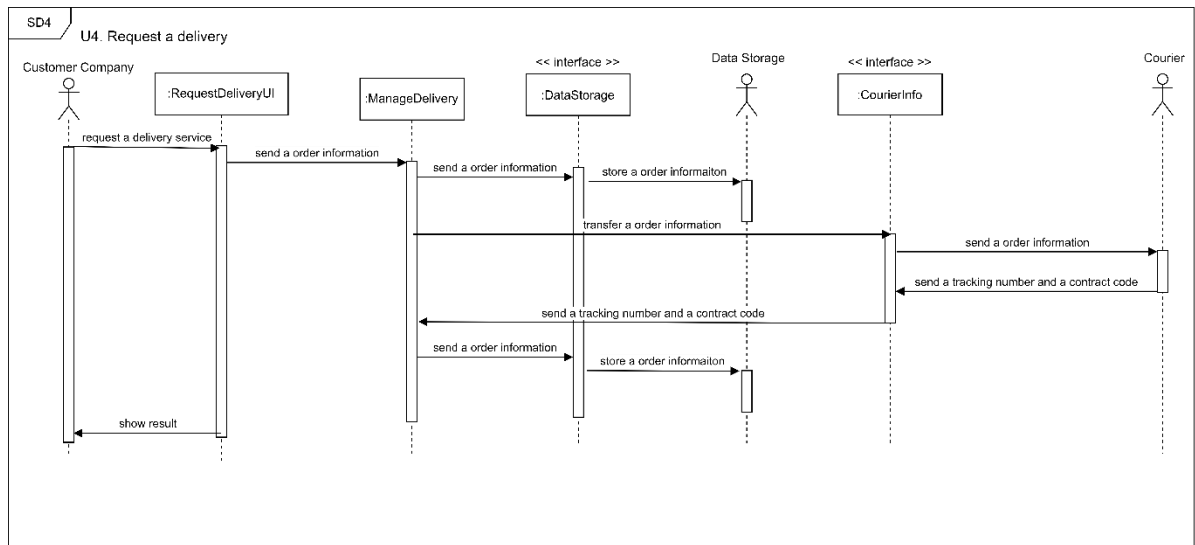 SD4
U4. Request a delivery
Customer Company
:RequestDeliveryUI
:ManageDelivery
<< interface >>
:DataStorage
Data Storage
<< interface >>
:CourierInfo
Courier
request a delivery service
send a order information
send a order information
store a order informaiton
transfer a order information
send a order information
send a tracking number and a contract code
send a tracking number and a contract code
send a order information
store a order informaiton
show result